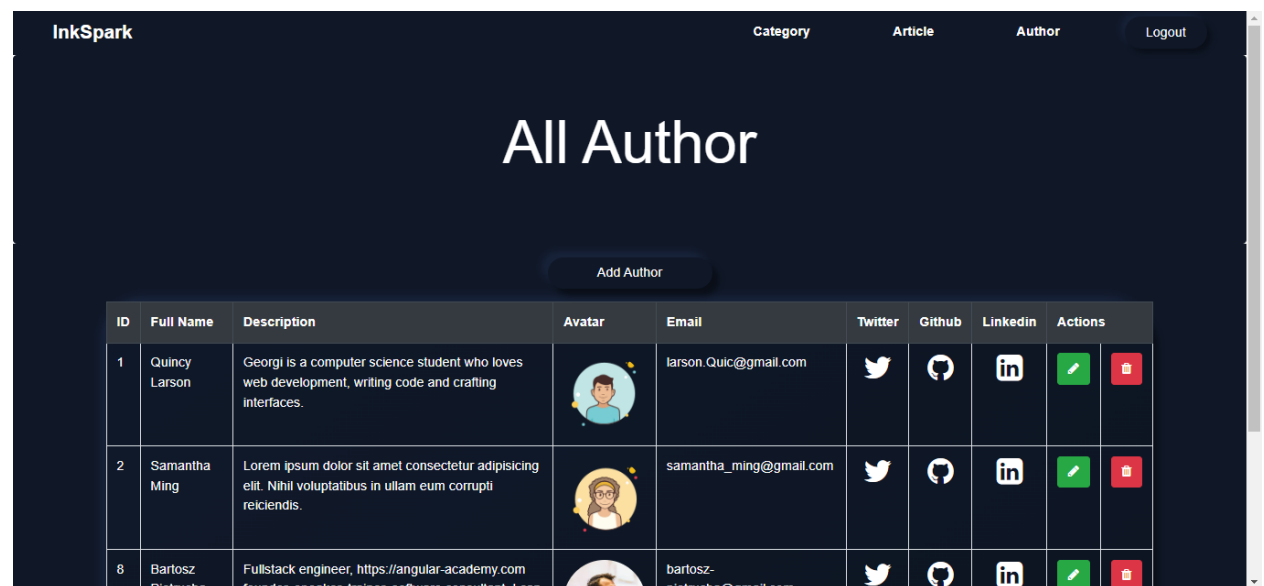 InkSpark Category Article Author Logout
All Author
Add Author
ID Full Name Description Avatar Email Twitter Github Linkedin Actions
1 Quincy Georgi is a computer science student who loves larson.Quic@gmail.com
Larson web development, writing code and crafting
interfaces.
2 Samantha Lorem ipsum dolor sit amet consectetur adipisicing samantha_ming@gmail.com
Ming elit. Nihil voluptatibus in ullam eum corrupti
reiciendis.
8 Bartosz Fullstack engineer, https://angular-academy.com bartosz-